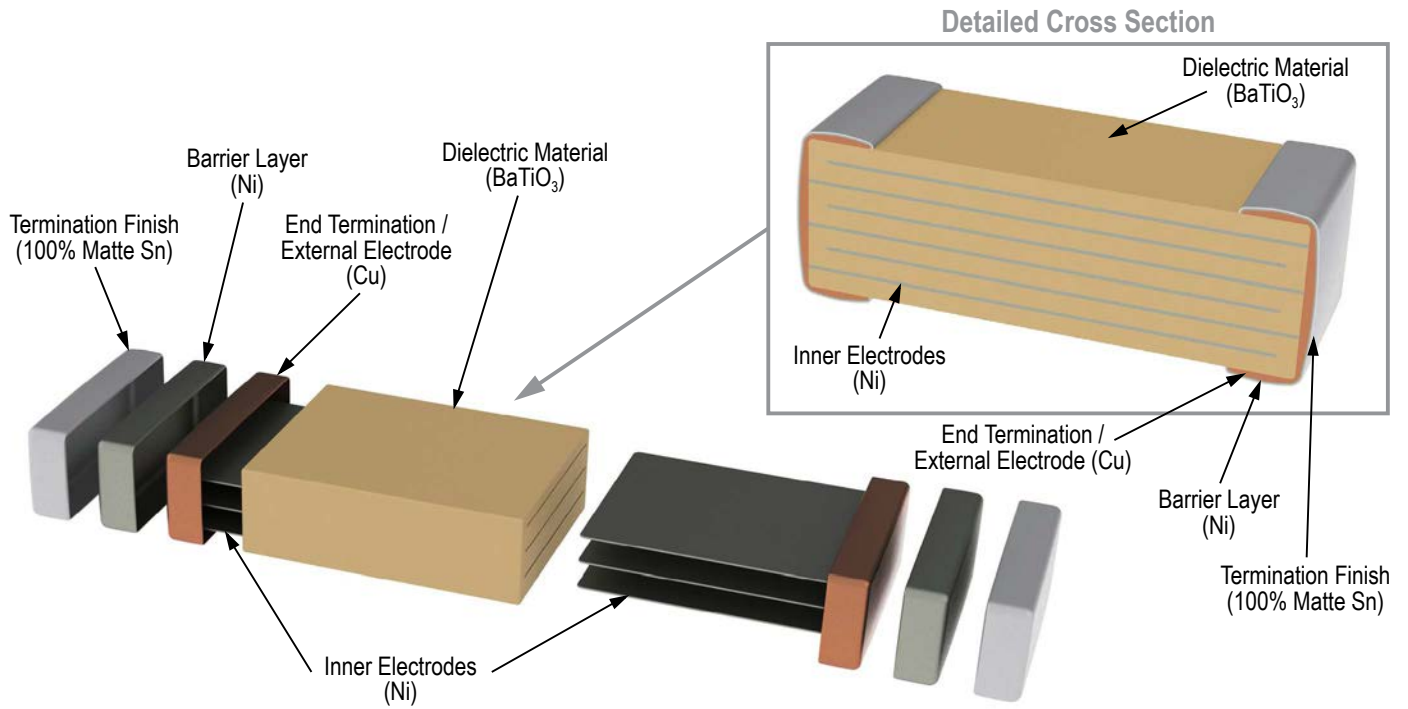 Detailed Cross Section
Dielectric Material
(BaTiO₃)
Inner Electrodes
(Ni)
End Termination /
External Electrode (Cu)
Barrier Layer
(Ni)
Termination Finish
(100% Matte Sn)
Termination Finish
(100% Matte Sn)
Barrier Layer
(Ni)
End Termination /
External Electrode
(Cu)
Dielectric Material
(BaTiO₃)
Inner Electrodes
(Ni)